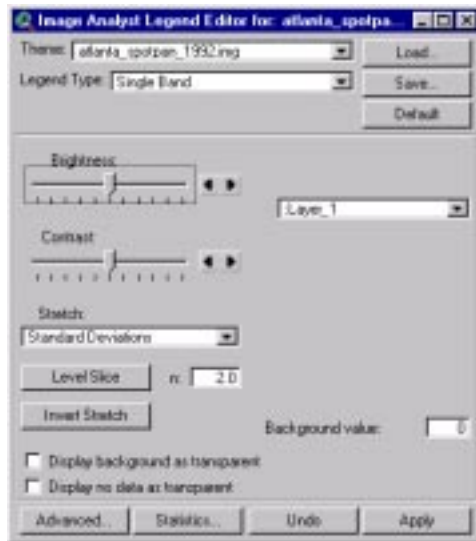 Image Analyst Legend Editor for: atlanta_spotpa...
Theme: atlanta_spotpan_1992.img
Load...
Legend Type: Single Band
Save...
Default
Brightness:
:Layer_1
Contrast:
Stretch:
Standard Deviations
Level Slice
n: 2.0
Invert Stretch
Background value: 0
Display background as transparent
Display no data as transparent
Advanced... Statistics... Undo Apply